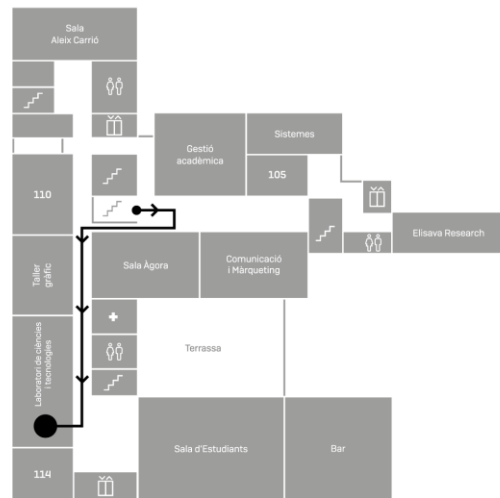 Sala
Aleix Carrió
Gestió
acadèmica
Sistemes
105
110
Elisava Research
Taller
gràfic
Sala Àgora
Comunicació
i Màrqueting
Laboratori de ciències
i tecnologies
Terrassa
Sala d'Estudiants
Bar
114